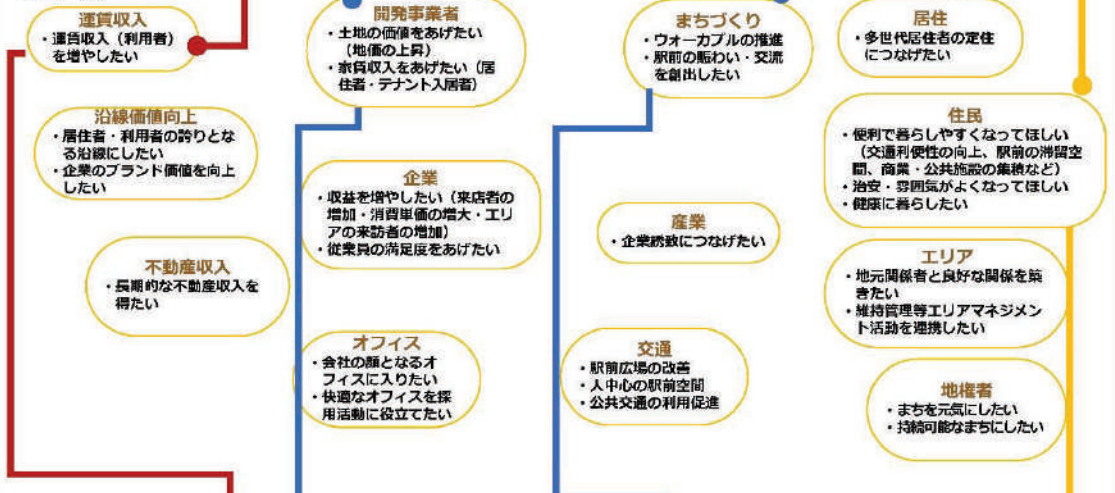 運賃収入
・運賃収入（利用者）
を増やしたい
沿線価値向上
・居住者・利用者の誇りとな
る沿線にしたい
・企業のブランド価値を向上
したい
不動産収入
・長期的な不動産収入を
得たい
開発事業者
・土地の価値をあげたい
（地価の上昇）
・家賃収入をあげたい（居
住者・テナント入居者）
企業
・収益を増やしたい（来店者の
増加・消費単価の増大・エリ
アの来訪者の増加）
・従業員の満足度をあげたい
オフィス
・会社の顔となるオ
フィスに入りたい
・快適なオフィスを採
用活動に役立てたい
まちづくり
・ウォーカブルの推進
・駅前の賑わい・交流
を創出したい
産業
・企業誘致につなげたい
交通
・駅前広場の改善
・人中心の駅前空間
・公共交通の利用促進
居住
・多世代居住者の定住
につなげたい
住民
・便利で暮らしやすくなってほしい
（交通利便性の向上、駅前の滞留空
間、商業・公共施設の集積など）
・治安・雰囲気がよくなってほしい
・健康に暮らしたい
エリア
・地元関係者と良好な関係を築
きたい
・維持管理等エリアマネジメン
ト活動を連携したい
地権者
・まちを元気にしたい
・持続可能なまちにしたい